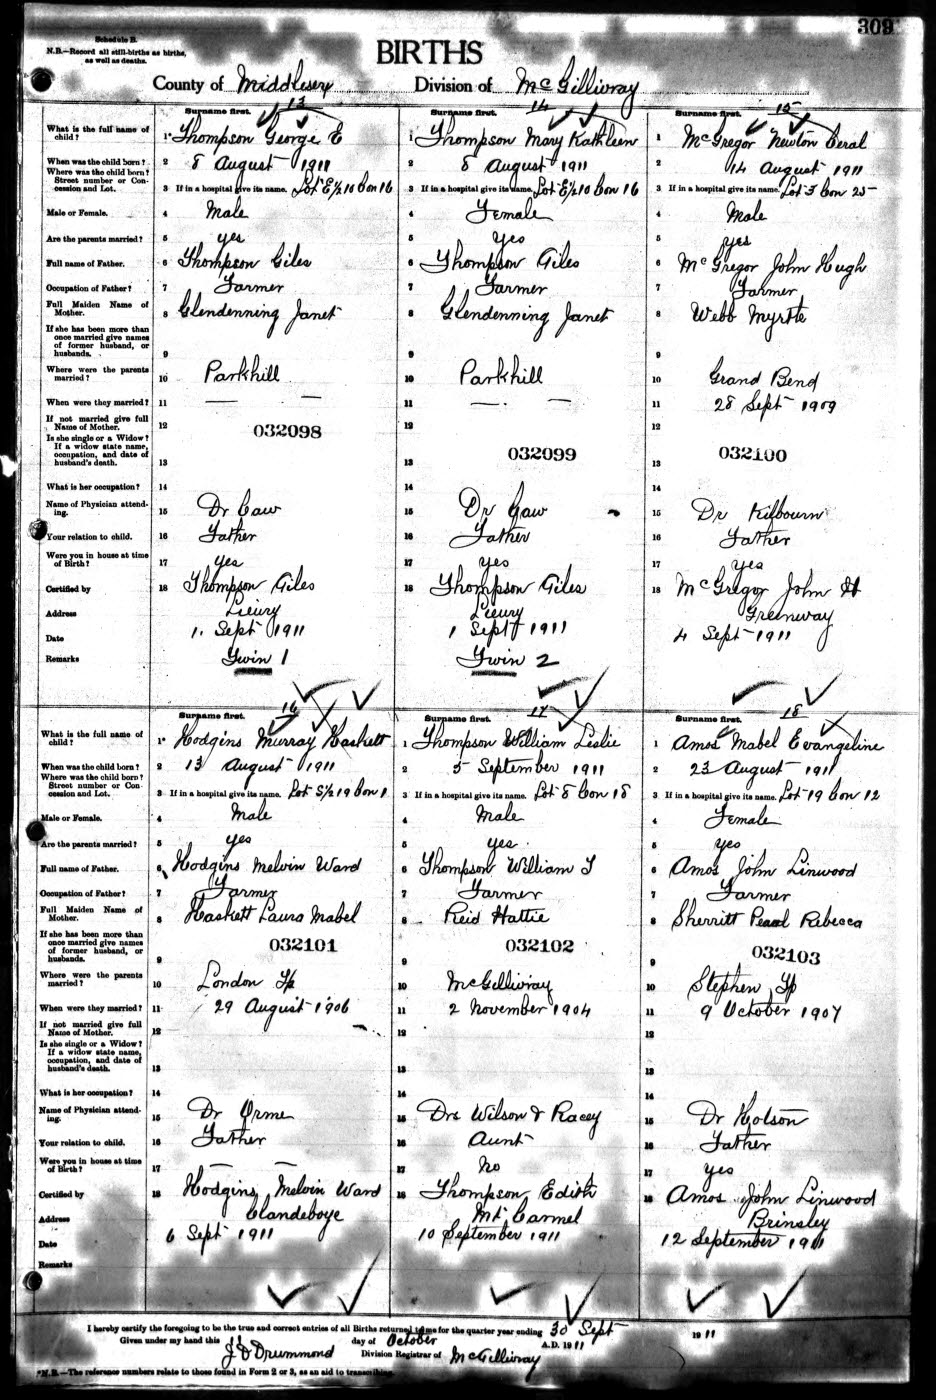 309
Schedule B.
N.B.—Record all still-births as births, as well as deaths.
BIRTHS
County of Middlesex Division of McGillivray
13
Surname first.
What is the full name of child? 1 Thompson George E
When was the child born? 2 8 August 1911
Where was the child born? Street number or Concession and Lot. 3 If in a hospital give its name. Lot E½ 10 Con 16
Male or Female. 4 Male
Are the parents married? 5 yes
Full name of Father. 6 Thompson Giles
Occupation of Father? 7 Farmer
Full Maiden Name of Mother. 8 Glendenning Janet
If she has been more than once married give names of former husband, or husbands. 9
Where were the parents married? 10 Parkhill
When were they married? 11 — —
If not married give full Name of Mother. 12
032098
Is she single or a Widow? If a widow state name, occupation, and date of husband's death. 13
What is her occupation? 14
Name of Physician attending. 15 Dr Caw
Your relation to child. 16 Father
Were you in house at time of Birth? 17 yes
Certified by 18 Thompson Giles
Address Lieury
Date 1. Sept 1911
Remarks Twin 1
14
Surname first.
1 Thompson Mary Kathleen
2 8 August 1911
3 If in a hospital give its name. Lot E½ 10 Con 16
4 Female
5 Yes
6 Thompson Giles
7 Farmer
8 Glendenning Janet
9
10 Parkhill
11 — —
12
032099
13
14
15 Dr Caw
16 Father
17 yes
18 Thompson Giles
Lieury
1 Sept 1911
Twin 2
15
Surname first.
1 McGregor Newton Ceral
2 14 August 1911
3 If in a hospital give its name. Lot 3 Con 25
4 Male
5 yes
6 McGregor John Hugh
7 Farmer
8 Webb Myrtle
9
10 Grand Bend
11 28 Sept 1909
12
032100
13
14
15 Dr Kilbourn
16 Father
17 Yes
18 McGregor John H
Greenway
4 Sept 1911
16
Surname first.
What is the full name of child? 1 Hodgins Murray Haskett
When was the child born? 2 13 August 1911
Where was the child born? Street number or Concession and Lot. 3 If in a hospital give its name. Lot S½ 19 Con 1
Male or Female. 4 Male
Are the parents married? 5 yes
Full name of Father. 6 Hodgins Melvin Ward
Occupation of Father? 7 Farmer
Full Maiden Name of Mother. 8 Haskett Laura Mabel
If she has been more than once married give names of former husband, or husbands. 9
032101
Where were the parents married? 10 London Tp
When were they married? 11 29 August 1906
If not married give full Name of Mother. 12
Is she single or a Widow? If a widow state name, occupation, and date of husband's death. 13
What is her occupation? 14
Name of Physician attending. 15 Dr Orme
Your relation to child. 16 Father
Were you in house at time of Birth? 17 — —
Certified by 18 Hodgins Melvin Ward
Address Clandeboye
Date 6 Sept 1911
Remarks
17
Surname first.
1 Thompson William Leslie
2 5 September 1911
3 If in a hospital give its name. Lot 8 Con 18
4 Male
5 yes
6 Thompson William T
7 Farmer
8 Reid Hattie
032102
9
10 McGillivray
11 2 November 1904
12
13
14
15 Drs Wilson & Racey
16 Aunt
17 no
18 Thompson Edith
Mt Carmel
10 September 1911
18
Surname first.
1 Amos Mabel Evangeline
2 23 August 1911
3 If in a hospital give its name. Lot 19 Con 12
4 Female
5 yes
6 Amos John Linwood
7 Farmer
8 Sherritt Pearl Rebecca
032103
9
10 Stephen Tp
11 9 October 1907
12
13
14
15 Dr Hotson
16 Father
17 yes
18 Amos John Linwood
Brinsley
12 September 1911
I hereby certify the foregoing to be the true and correct entries of all Births returned to me for the quarter year ending 30 Sept 1911
Given under my hand this 11 day of October A.D. 1911
J D Drummond Division Registrar of McGillivray
N.B.—The reference numbers relate to those found in Form 2 or 3, as an aid to transcribing.